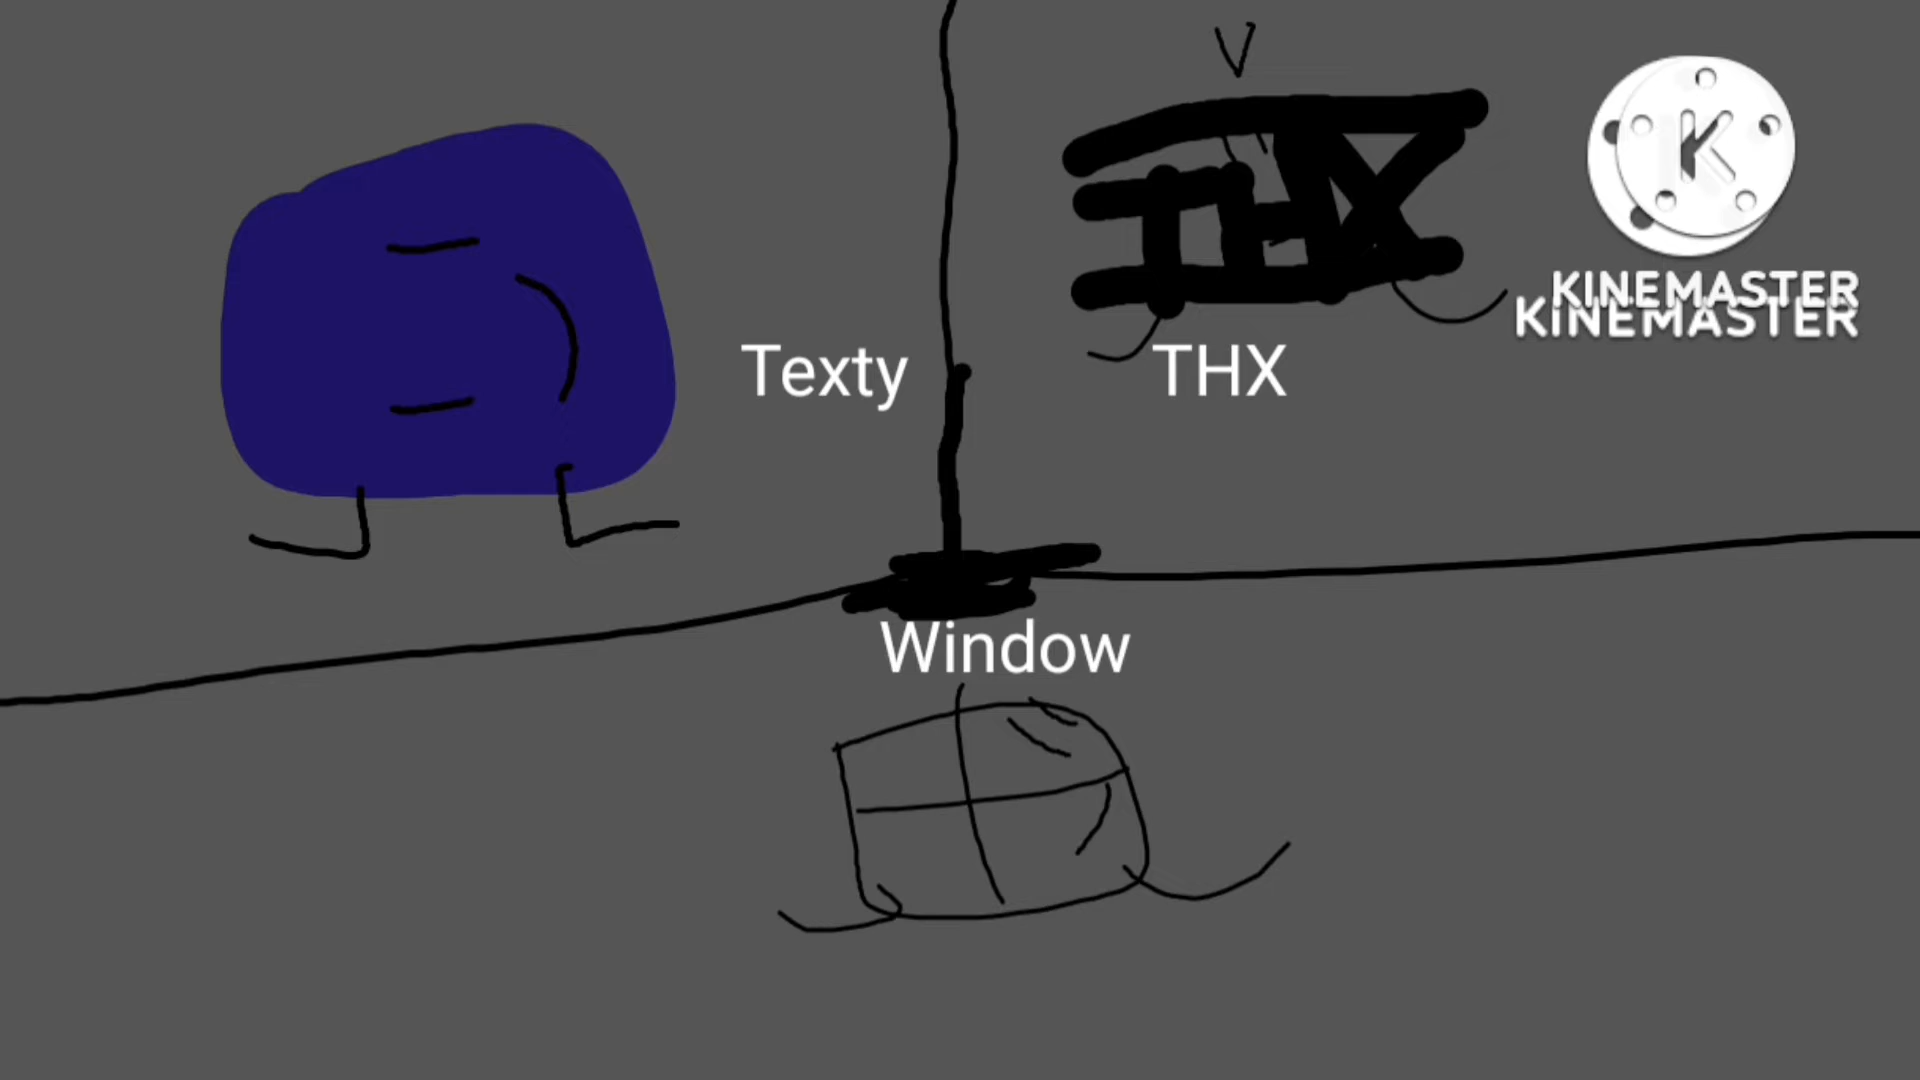 V
THX
K
KINEMASTER
KINEMASTER
Texty
THX
Window